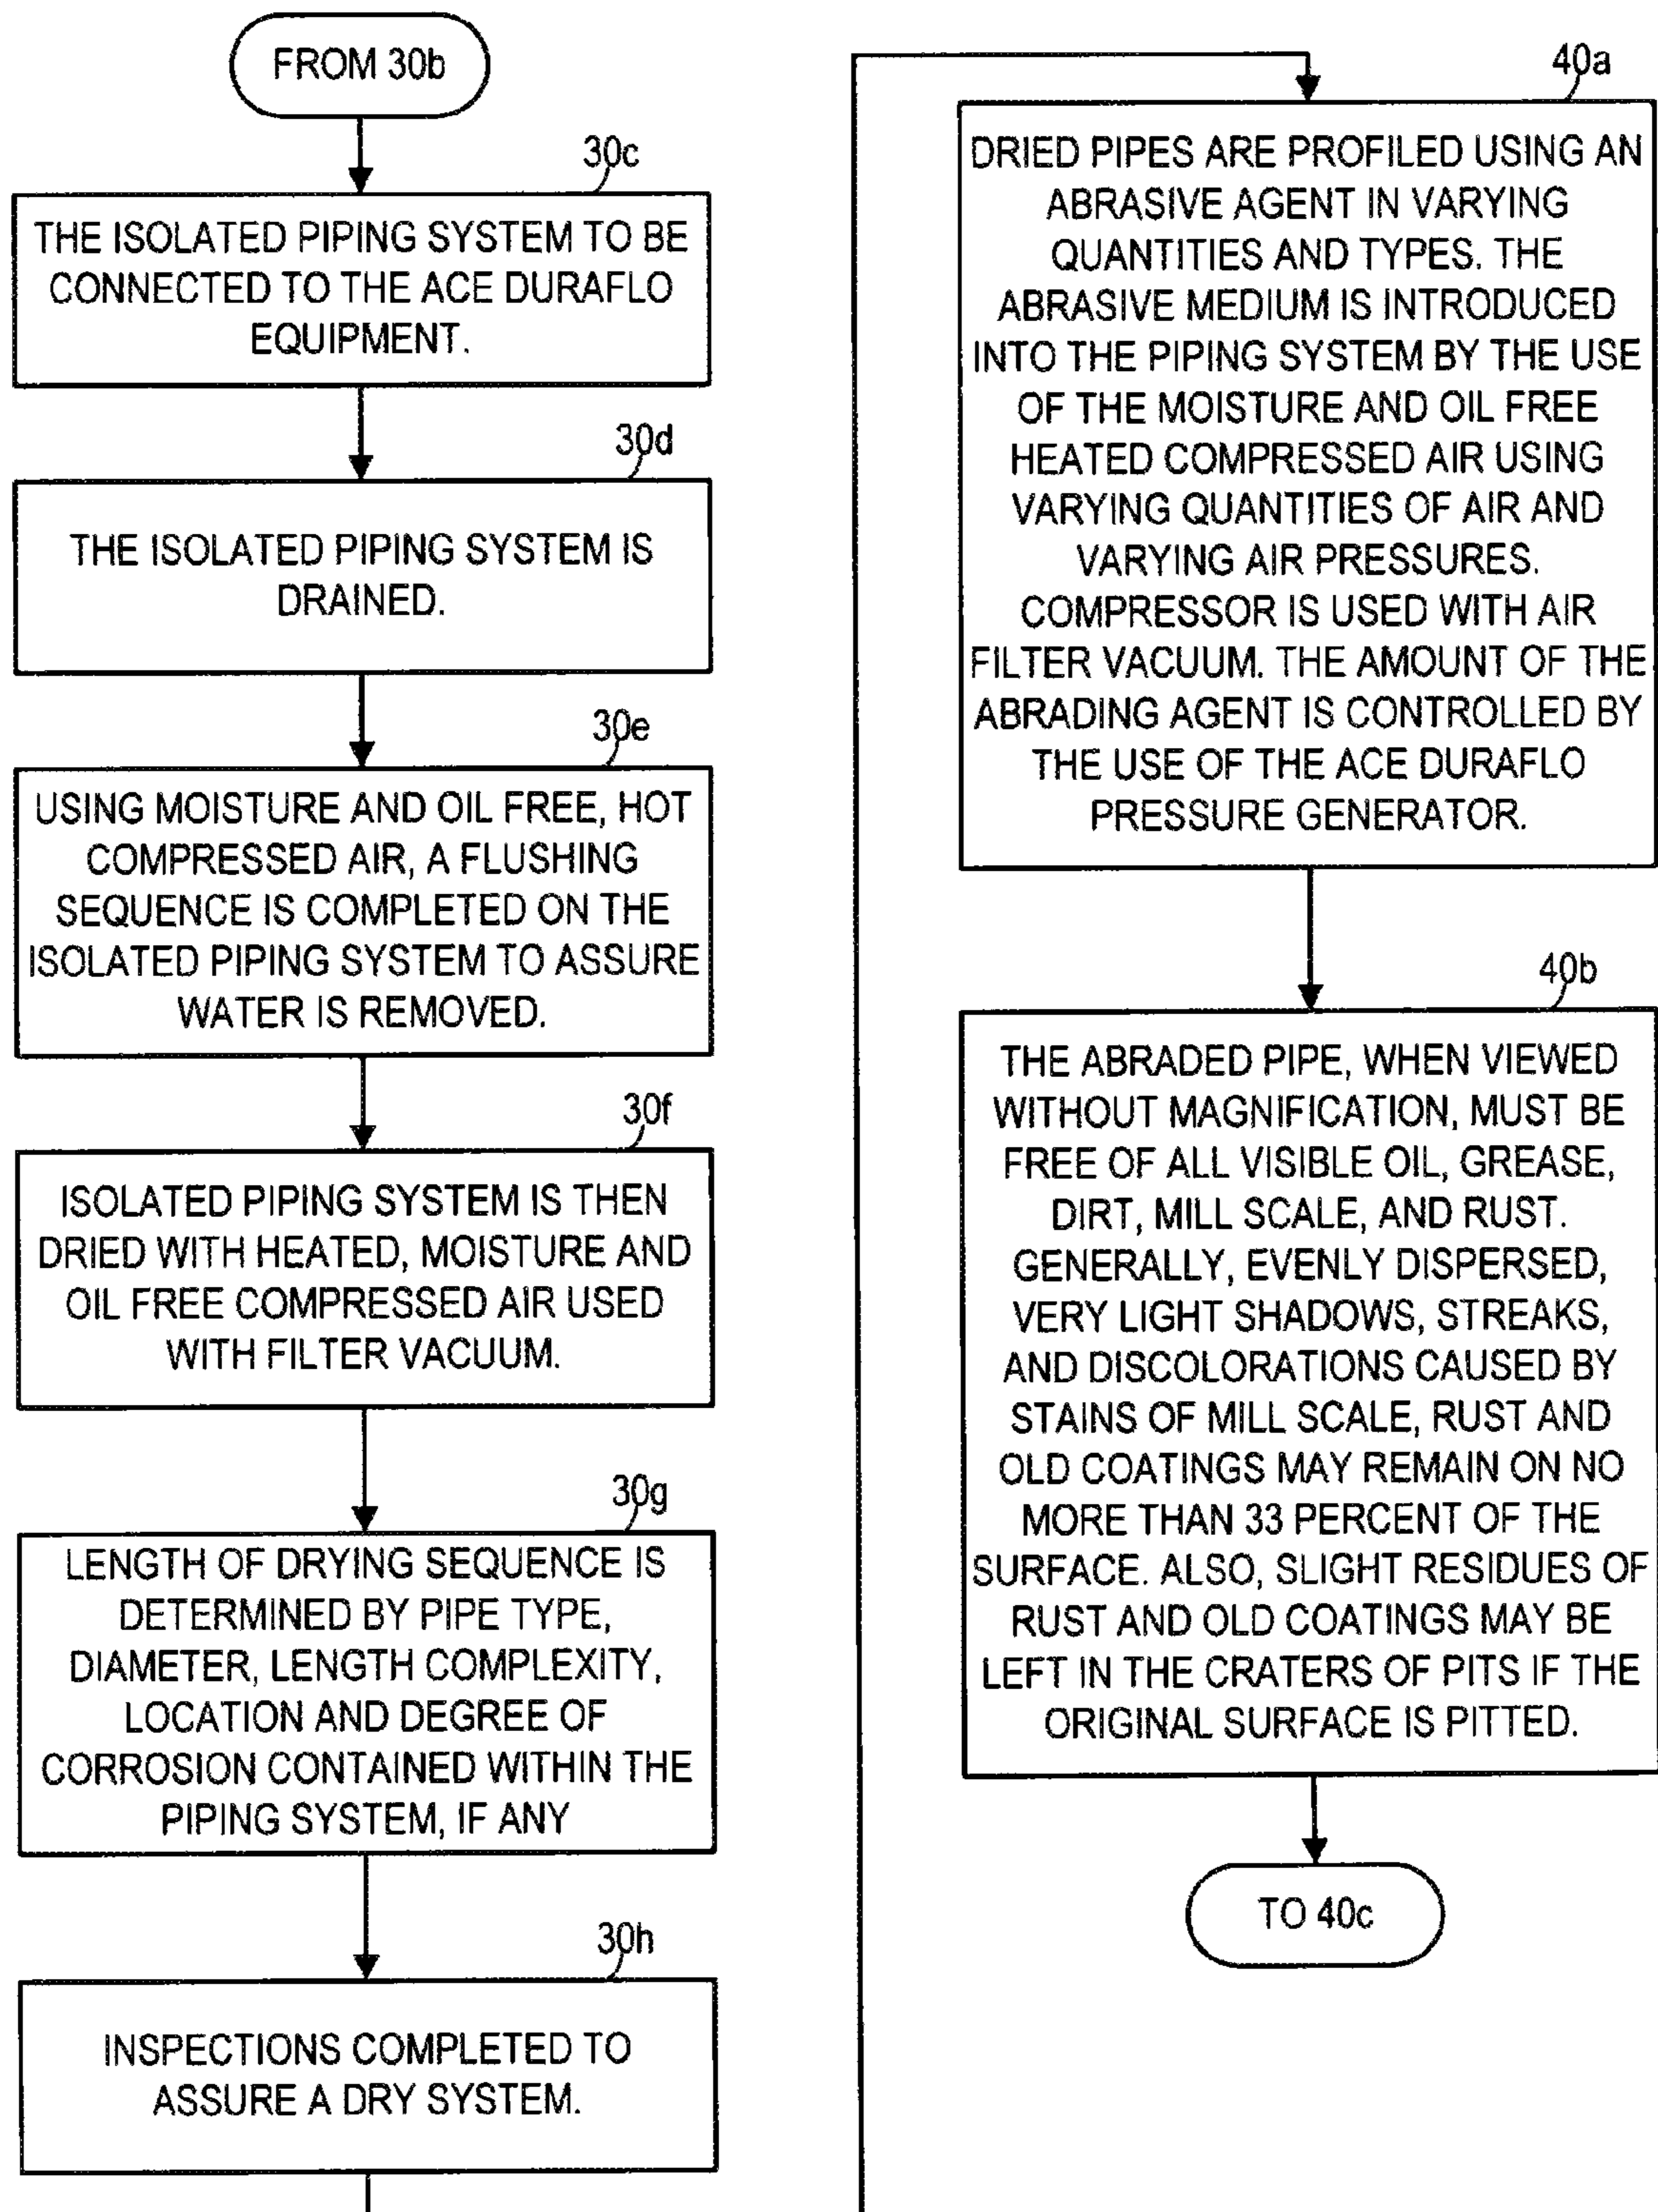 FROM 30b
30c
THE ISOLATED PIPING SYSTEM TO BE
CONNECTED TO THE ACE DURAFLO
EQUIPMENT.
30d
THE ISOLATED PIPING SYSTEM IS
DRAINED.
30e
USING MOISTURE AND OIL FREE, HOT
COMPRESSED AIR, A FLUSHING
SEQUENCE IS COMPLETED ON THE
ISOLATED PIPING SYSTEM TO ASSURE
WATER IS REMOVED.
30f
ISOLATED PIPING SYSTEM IS THEN
DRIED WITH HEATED, MOISTURE AND
OIL FREE COMPRESSED AIR USED
WITH FILTER VACUUM.
30g
LENGTH OF DRYING SEQUENCE IS
DETERMINED BY PIPE TYPE,
DIAMETER, LENGTH COMPLEXITY,
LOCATION AND DEGREE OF
CORROSION CONTAINED WITHIN THE
PIPING SYSTEM, IF ANY
30h
INSPECTIONS COMPLETED TO
ASSURE A DRY SYSTEM.
40a
DRIED PIPES ARE PROFILED USING AN
ABRASIVE AGENT IN VARYING
QUANTITIES AND TYPES. THE
ABRASIVE MEDIUM IS INTRODUCED
INTO THE PIPING SYSTEM BY THE USE
OF THE MOISTURE AND OIL FREE
HEATED COMPRESSED AIR USING
VARYING QUANTITIES OF AIR AND
VARYING AIR PRESSURES.
COMPRESSOR IS USED WITH AIR
FILTER VACUUM. THE AMOUNT OF THE
ABRADING AGENT IS CONTROLLED BY
THE USE OF THE ACE DURAFLO
PRESSURE GENERATOR.
40b
THE ABRADED PIPE, WHEN VIEWED
WITHOUT MAGNIFICATION, MUST BE
FREE OF ALL VISIBLE OIL, GREASE,
DIRT, MILL SCALE, AND RUST.
GENERALLY, EVENLY DISPERSED,
VERY LIGHT SHADOWS, STREAKS,
AND DISCOLORATIONS CAUSED BY
STAINS OF MILL SCALE, RUST AND
OLD COATINGS MAY REMAIN ON NO
MORE THAN 33 PERCENT OF THE
SURFACE. ALSO, SLIGHT RESIDUES OF
RUST AND OLD COATINGS MAY BE
LEFT IN THE CRATERS OF PITS IF THE
ORIGINAL SURFACE IS PITTED.
TO 40c